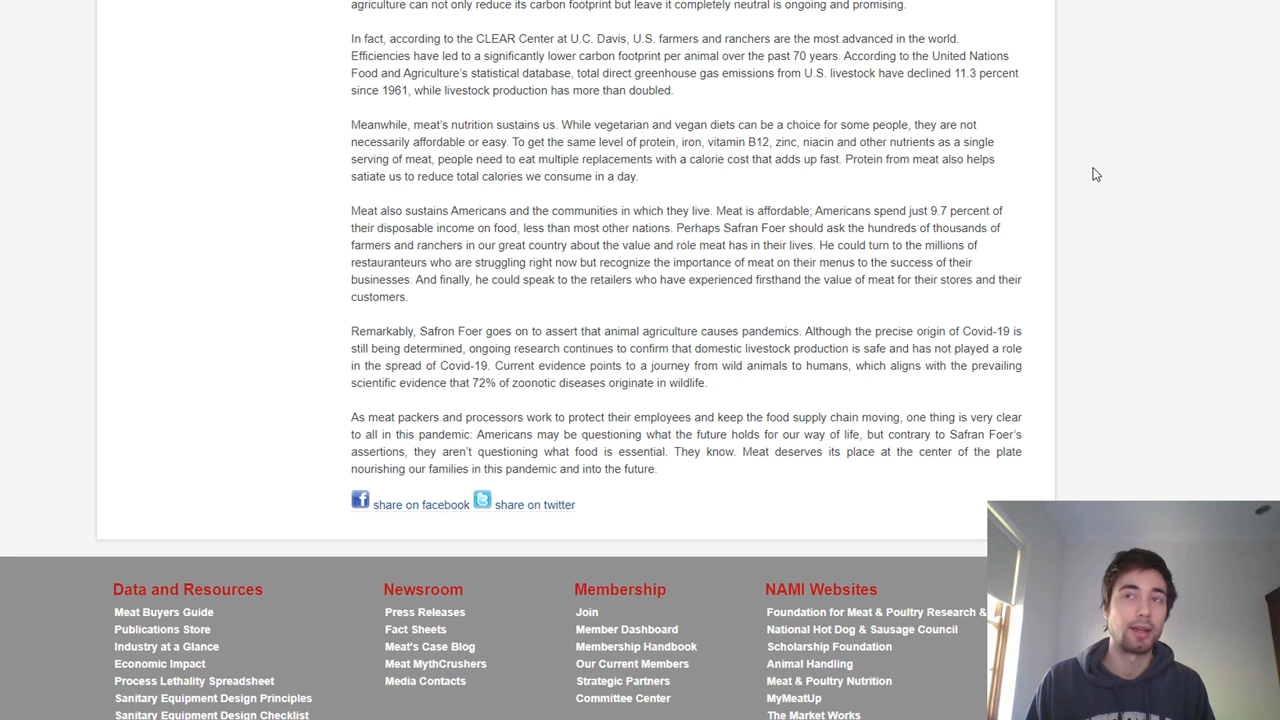 agriculture can not only reduce its carbon footprint but leave it completely neutral is ongoing and promising.
In fact, according to the CLEAR Center at U.C. Davis, U.S. farmers and ranchers are the most advanced in the world.
Efficiencies have led to a significantly lower carbon footprint per animal over the past 70 years. According to the United Nations
Food and Agriculture's statistical database, total direct greenhouse gas emissions from U.S. livestock have declined 11.3 percent
since 1961, while livestock production has more than doubled.
Meanwhile, meat's nutrition sustains us. While vegetarian and vegan diets can be a choice for some people, they are not
necessarily affordable or easy. To get the same level of protein, iron, vitamin B12, zinc, niacin and other nutrients as a single
serving of meat, people need to eat multiple replacements with a calorie cost that adds up fast. Protein from meat also helps
satiate us to reduce total calories we consume in a day.
Meat also sustains Americans and the communities in which they live. Meat is affordable; Americans spend just 9.7 percent of
their disposable income on food, less than most other nations. Perhaps Safran Foer should ask the hundreds of thousands of
farmers and ranchers in our great country about the value and role meat has in their lives. He could turn to the millions of
restauranteurs who are struggling right now but recognize the importance of meat on their menus to the success of their
businesses. And finally, he could speak to the retailers who have experienced firsthand the value of meat for their stores and their
customers.
Remarkably, Safron Foer goes on to assert that animal agriculture causes pandemics. Although the precise origin of Covid-19 is
still being determined, ongoing research continues to confirm that domestic livestock production is safe and has not played a role
in the spread of Covid-19. Current evidence points to a journey from wild animals to humans, which aligns with the prevailing
scientific evidence that 72% of zoonotic diseases originate in wildlife.
As meat packers and processors work to protect their employees and keep the food supply chain moving, one thing is very clear
to all in this pandemic: Americans may be questioning what the future holds for our way of life, but contrary to Safran Foer's
assertions, they aren't questioning what food is essential. They know. Meat deserves its place at the center of the plate
nourishing our families in this pandemic and into the future.
share on facebook share on twitter
Data and Resources
Meat Buyers Guide
Publications Store
Industry at a Glance
Economic Impact
Process Lethality Spreadsheet
Sanitary Equipment Design Principles
Sanitary Equipment Design Checklist
Newsroom
Press Releases
Fact Sheets
Meat's Case Blog
Meat MythCrushers
Media Contacts
Membership
Join
Member Dashboard
Membership Handbook
Our Current Members
Strategic Partners
Committee Center
NAMI Websites
Foundation for Meat & Poultry Research &
National Hot Dog & Sausage Council
Scholarship Foundation
Animal Handling
Meat & Poultry Nutrition
MyMeatUp
The Market Works